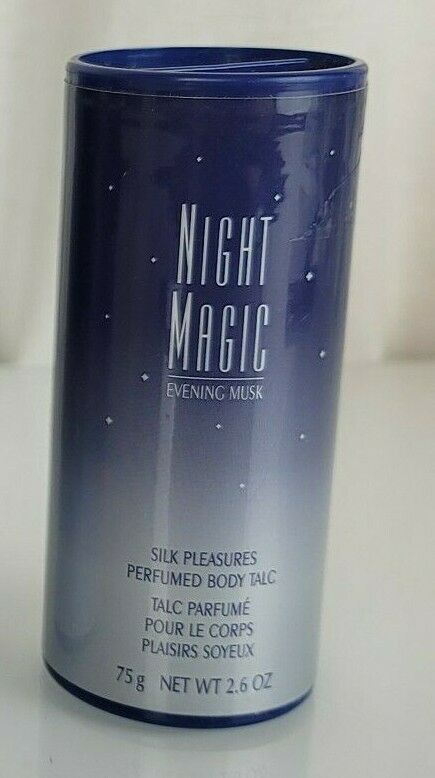 NIGHT
MAGIC
EVENING MUSK
SILK PLEASURES
PERFUMED BODY TALC
TALC PARFUMÉ
POUR LE CORPS
PLAISIRS SOYEUX
75 g NET WT 2.6 OZ